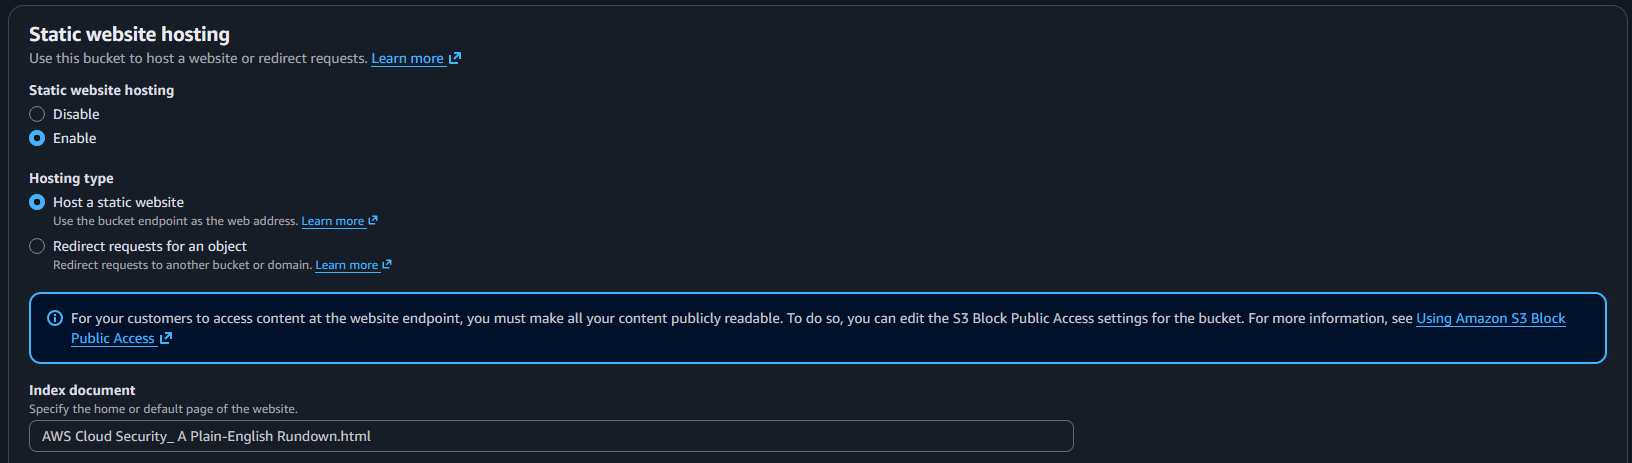 Static website hosting
Use this bucket to host a website or redirect requests. Learn more
Static website hosting
Disable
Enable
Hosting type
Host a static website
Use the bucket endpoint as the web address. Learn more
Redirect requests for an object
Redirect requests to another bucket or domain. Learn more
For your customers to access content at the website endpoint, you must make all your content publicly readable. To do so, you can edit the S3 Block Public Access settings for the bucket. For more information, see Using Amazon S3 Block
Public Access
Index document
Specify the home or default page of the website.
AWS Cloud Security_ A Plain-English Rundown.html